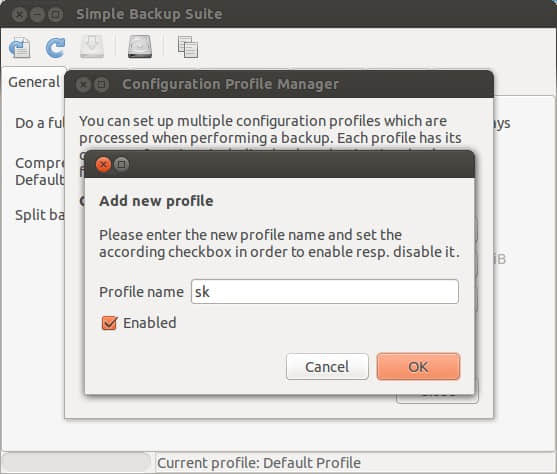 Simple Backup Suite
General
Configuration Profile Manager
Do a ful
You can set up multiple configuration profiles which are
processed when performing a backup. Each profile has its
Compre
Default
Split ba
Add new profile
Please enter the new profile name and set the
according checkbox in order to enable resp. disable it.
Profile name sk
Enabled
Cancel OK
iB
Current profile: Default Profile